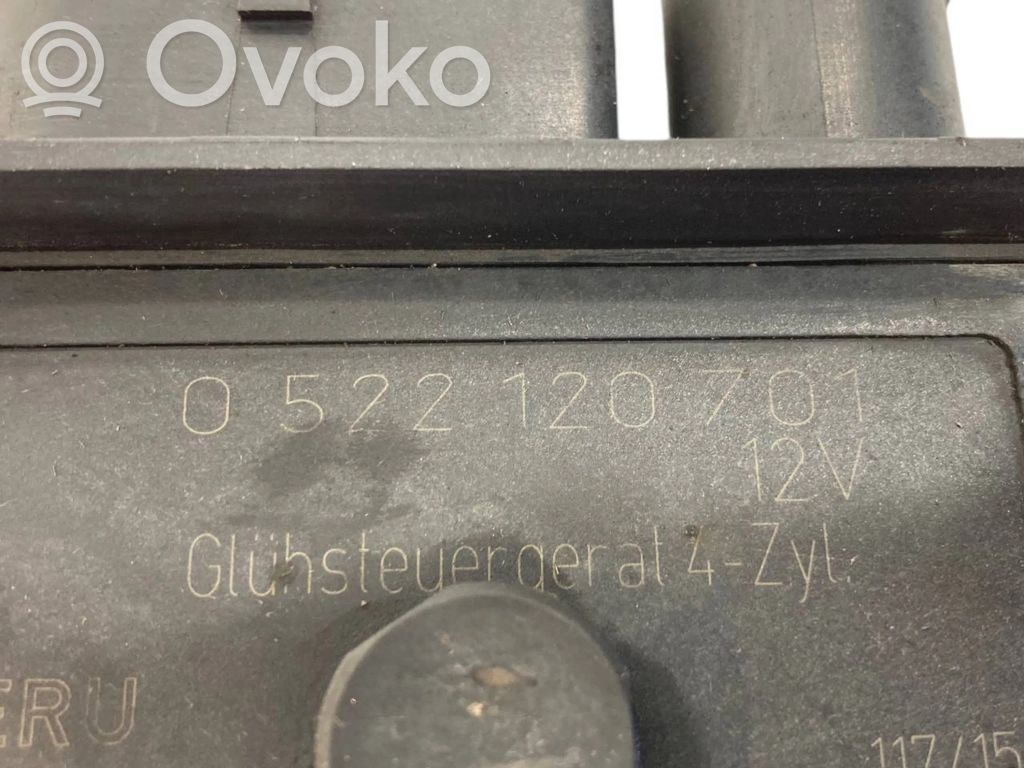 Ovoko
0 522 120 701
12V
Glühsteuergerät 4-Zyl.
ERU
117/15